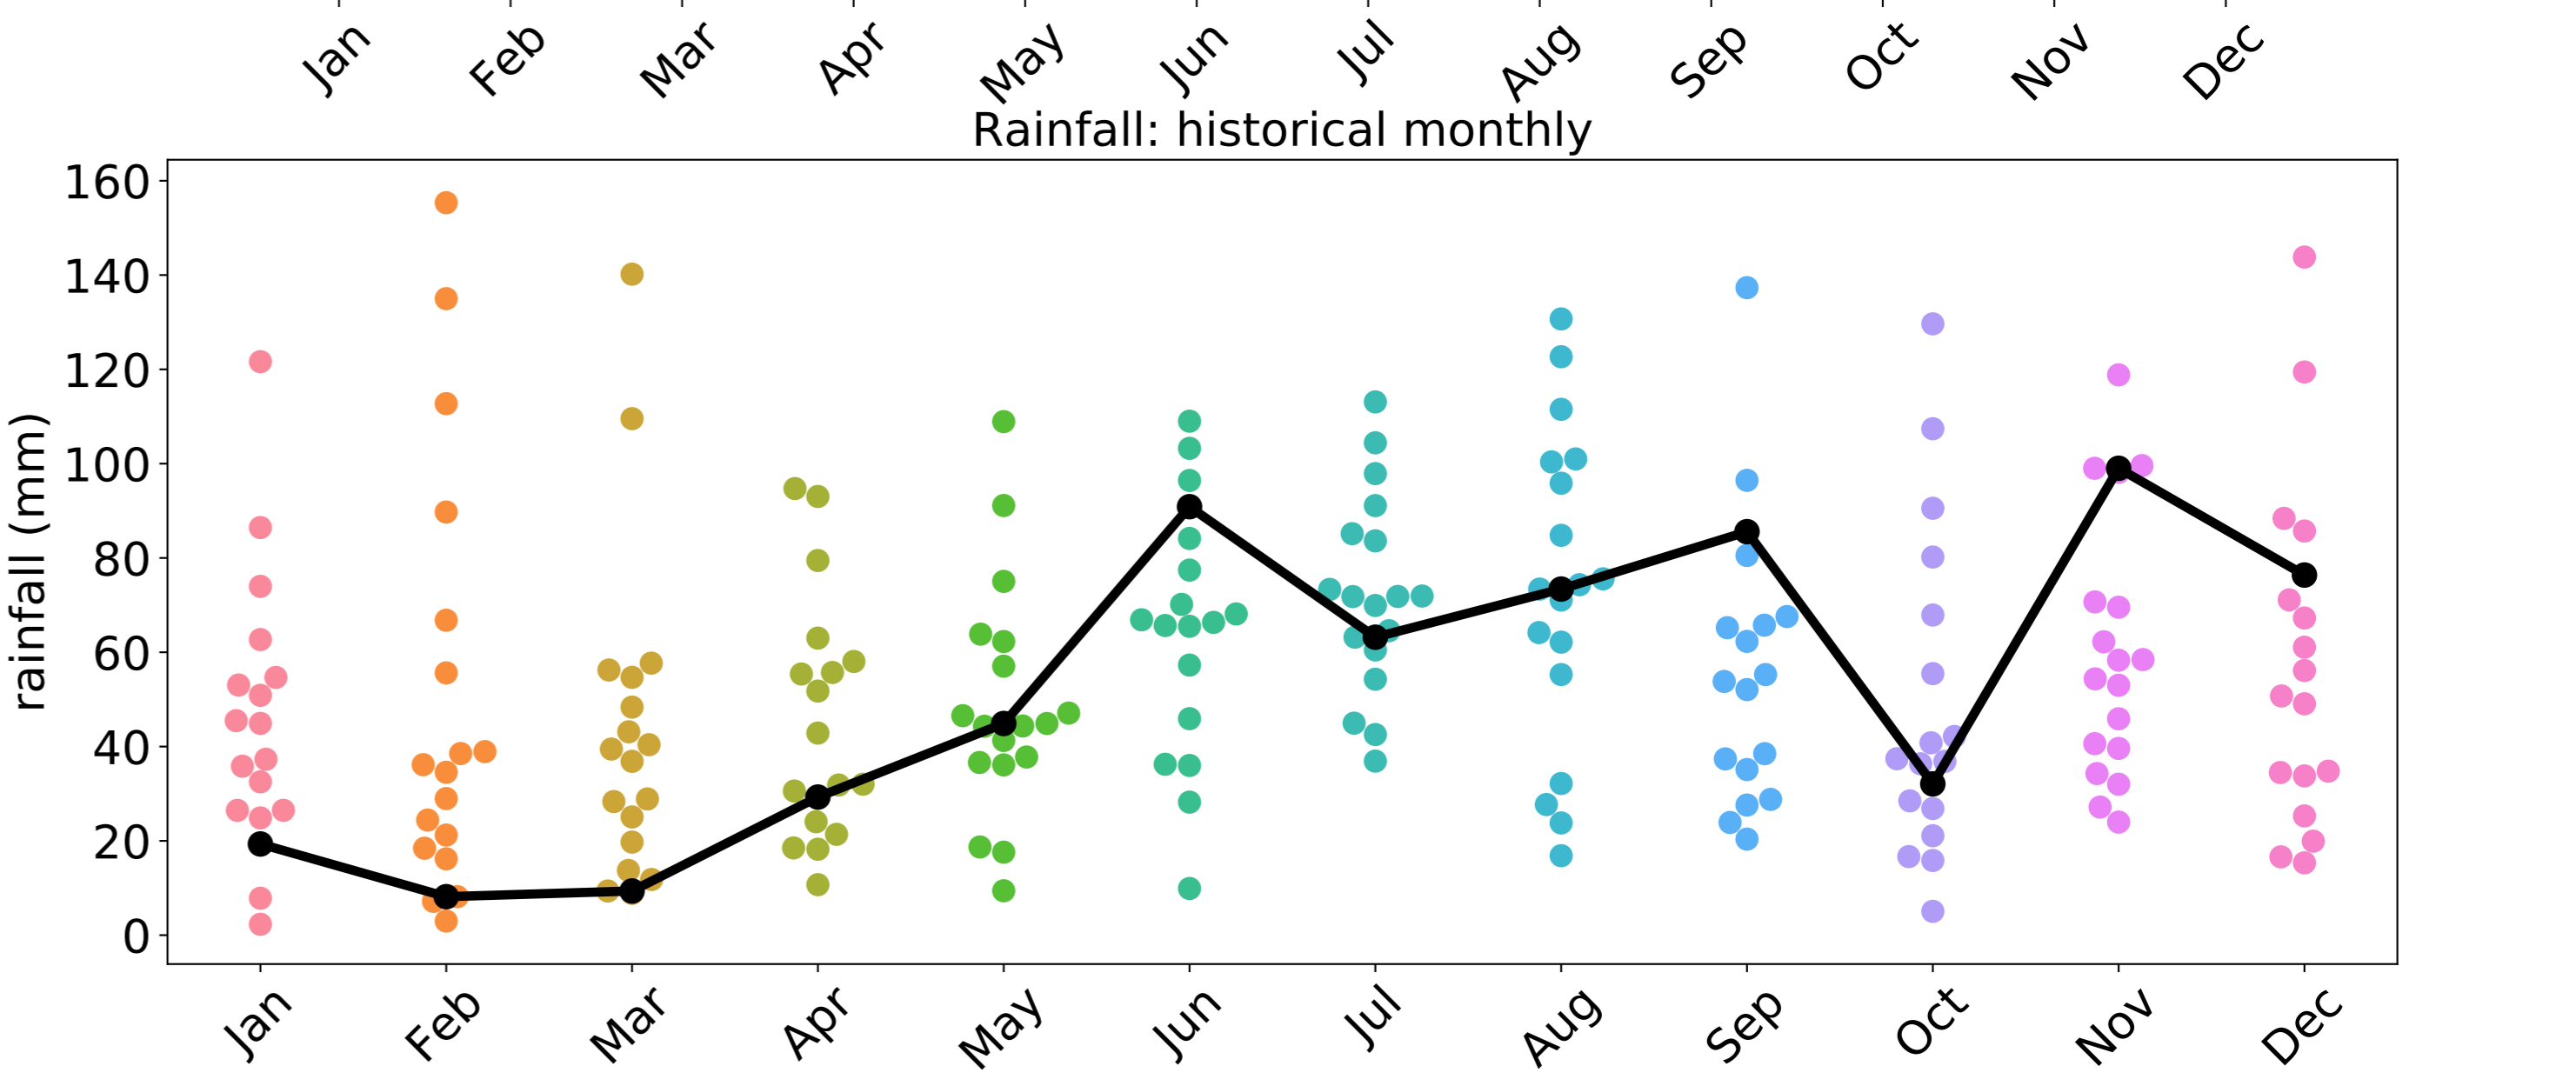 Jan Feb Mar Apr May Jun Jul Aug Sep Oct Nov Dec
Rainfall: historical monthly
rainfall (mm)
160
140
120
100
80
60
40
20
0
Jan Feb Mar Apr May Jun Jul Aug Sep Oct Nov Dec